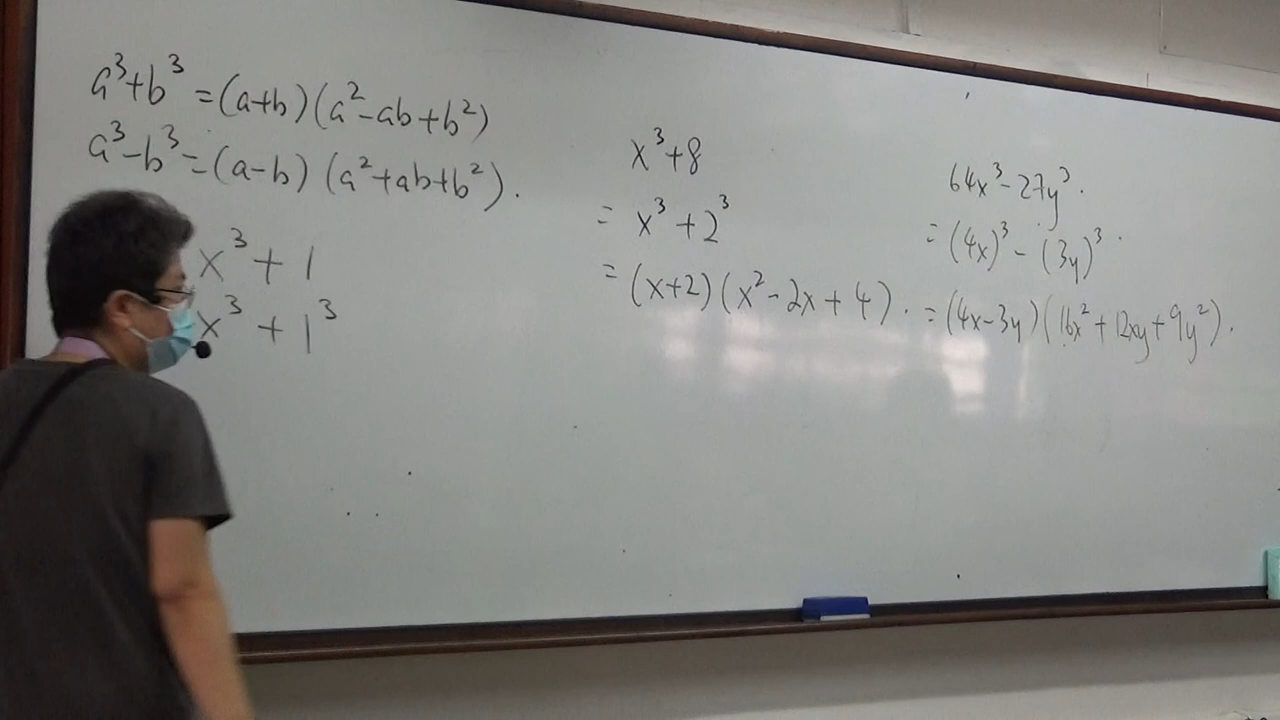 a³+b³=(a+b)(a²-ab+b²)
a³-b³=(a-b)(a²+ab+b²).
x³+1
x³+1³
x³+8
= x³+2³
= (x+2)(x²-2x+4).
64x³-27y³.
= (4x)³-(3y)³.
= (4x-3y)(16x²+12xy+9y²).